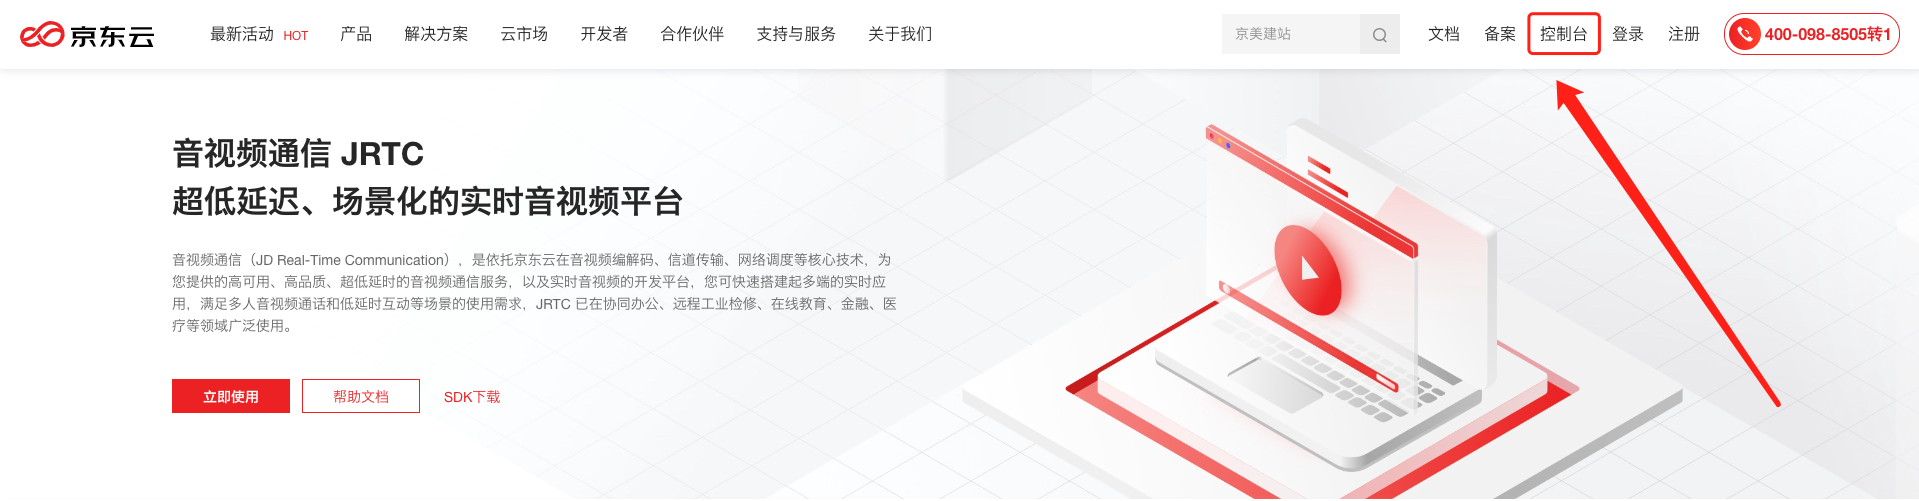 京东云 最新活动 HOT 产品 解决方案 云市场 开发者 合作伙伴 支持与服务 关于我们 京美建站 文档 备案 控制台 登录 注册 400-098-8505转1
音视频通信 JRTC
超低延迟、场景化的实时音视频平台
音视频通信（JD Real-Time Communication），是依托京东云在音视频编解码、信道传输、网络调度等核心技术，为
您提供的高可用、高品质、超低延时的音视频通信服务，以及实时音视频的开发平台，您可快速搭建起多端的实时应
用，满足多人音视频通话和低延时互动等场景的使用需求，JRTC 已在协同办公、远程工业检修、在线教育、金融、医
疗等领域广泛使用。
立即使用 帮助文档 SDK下载